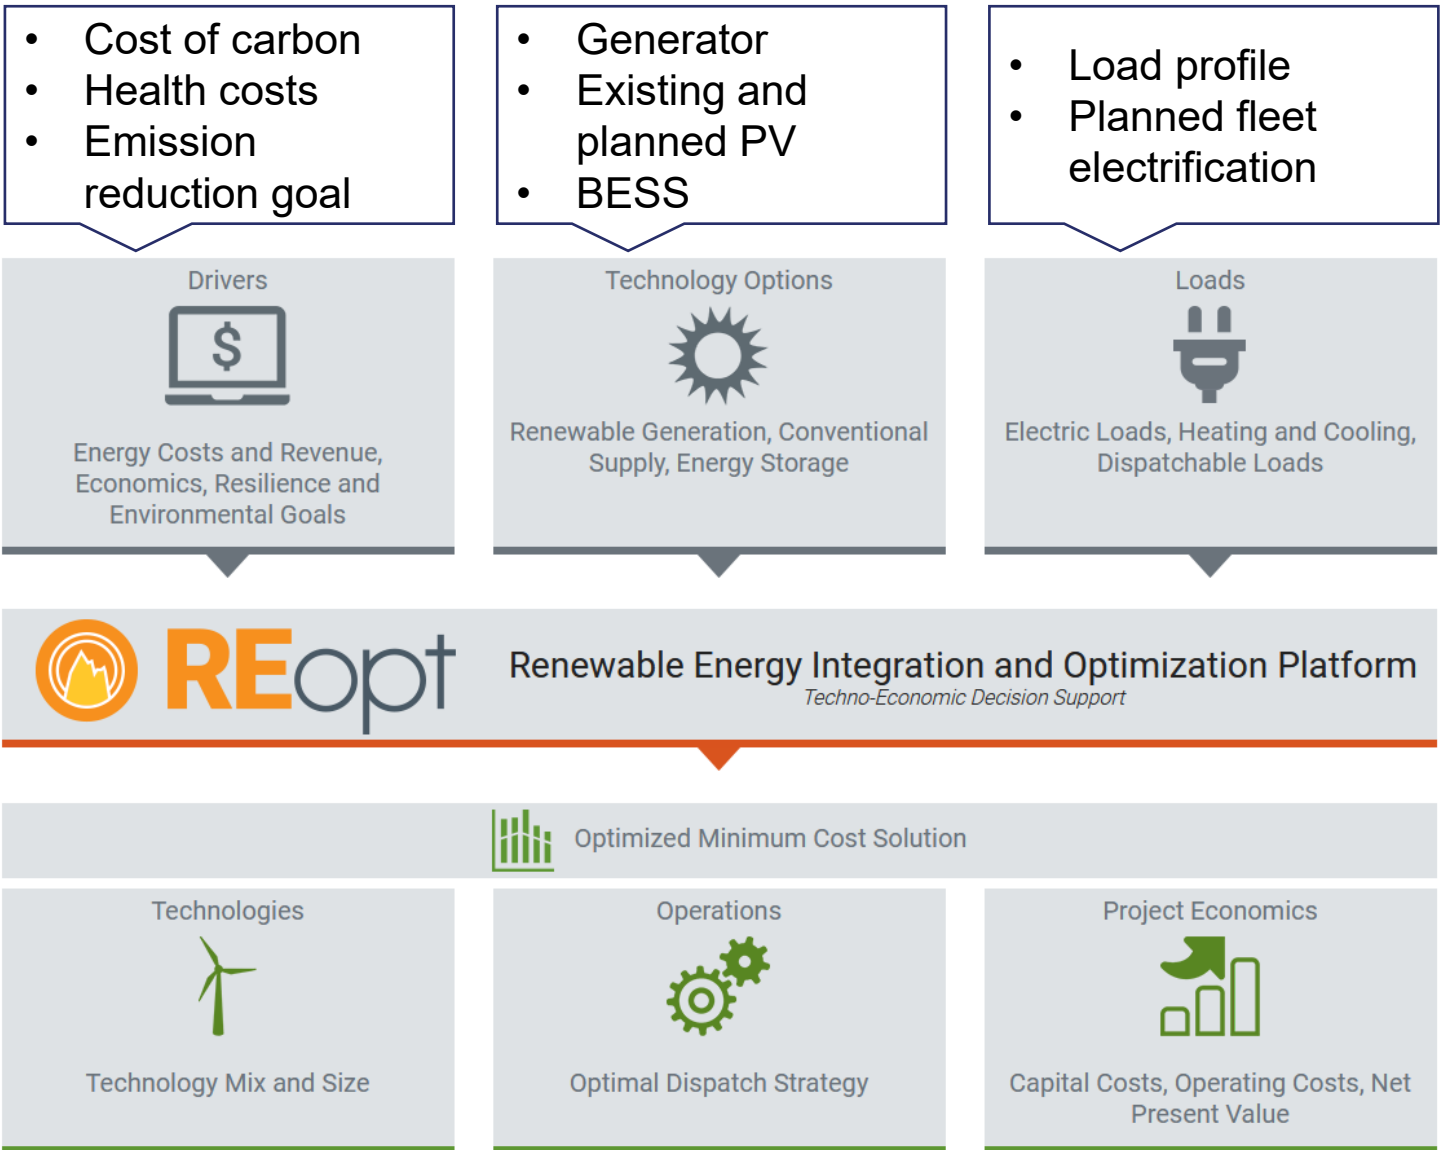 • Cost of carbon
• Health costs
• Emission
reduction goal
• Generator
• Existing and
planned PV
• BESS
• Load profile
• Planned fleet
electrification
Drivers
$
Energy Costs and Revenue,
Economics, Resilience and
Environmental Goals
Technology Options
Renewable Generation, Conventional
Supply, Energy Storage
Loads
Electric Loads, Heating and Cooling,
Dispatchable Loads
REopt
Renewable Energy Integration and Optimization Platform
Techno-Economic Decision Support
Optimized Minimum Cost Solution
Technologies
Technology Mix and Size
Operations
Optimal Dispatch Strategy
Project Economics
Capital Costs, Operating Costs, Net
Present Value